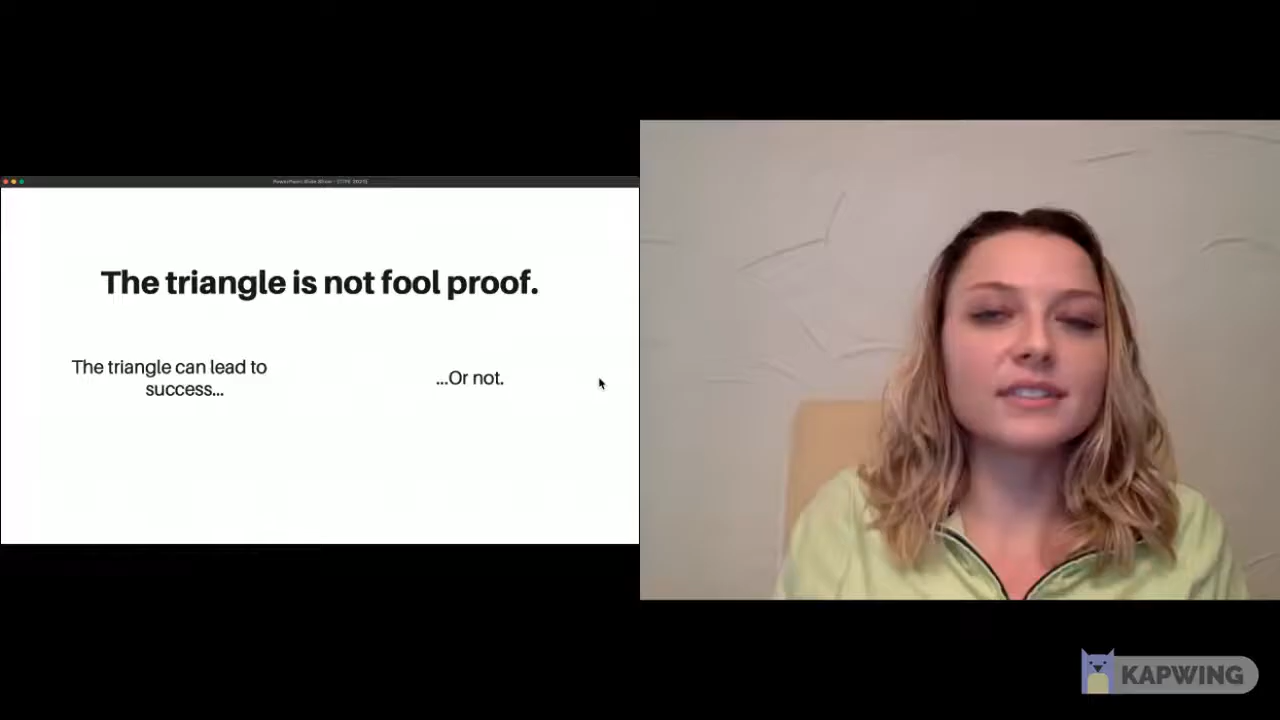 The triangle is not fool proof.
The triangle can lead to
success...
...Or not.
KAPWING